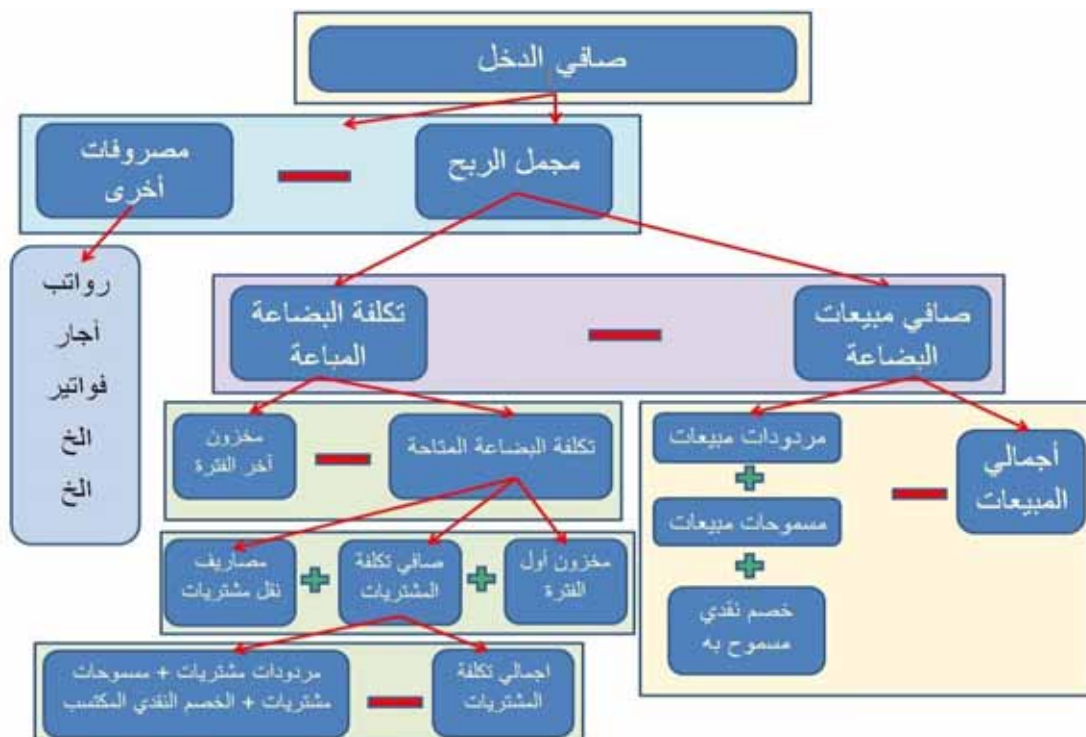 صافي الدخل
مجمل الربح
مصروفات
أخرى
رواتب
أجار
فواتير
الخ
الخ
صافي مبيعات
البضاعة
تكلفة البضاعة
المباعة
أجمالي
المبيعات
مردودات مبيعات
مسموحات مبيعات
خصم نقدي
مسموح به
تكلفة البضاعة المتاحة
مخزون
آخر الفترة
مخزون أول
الفترة
صافي تكلفة
المشتريات
مصاريف
نقل مشتريات
اجمالي تكلفة
المشتريات
مردودات مشتريات + مسموحات
مشتريات + الخصم النقدي المكتسب